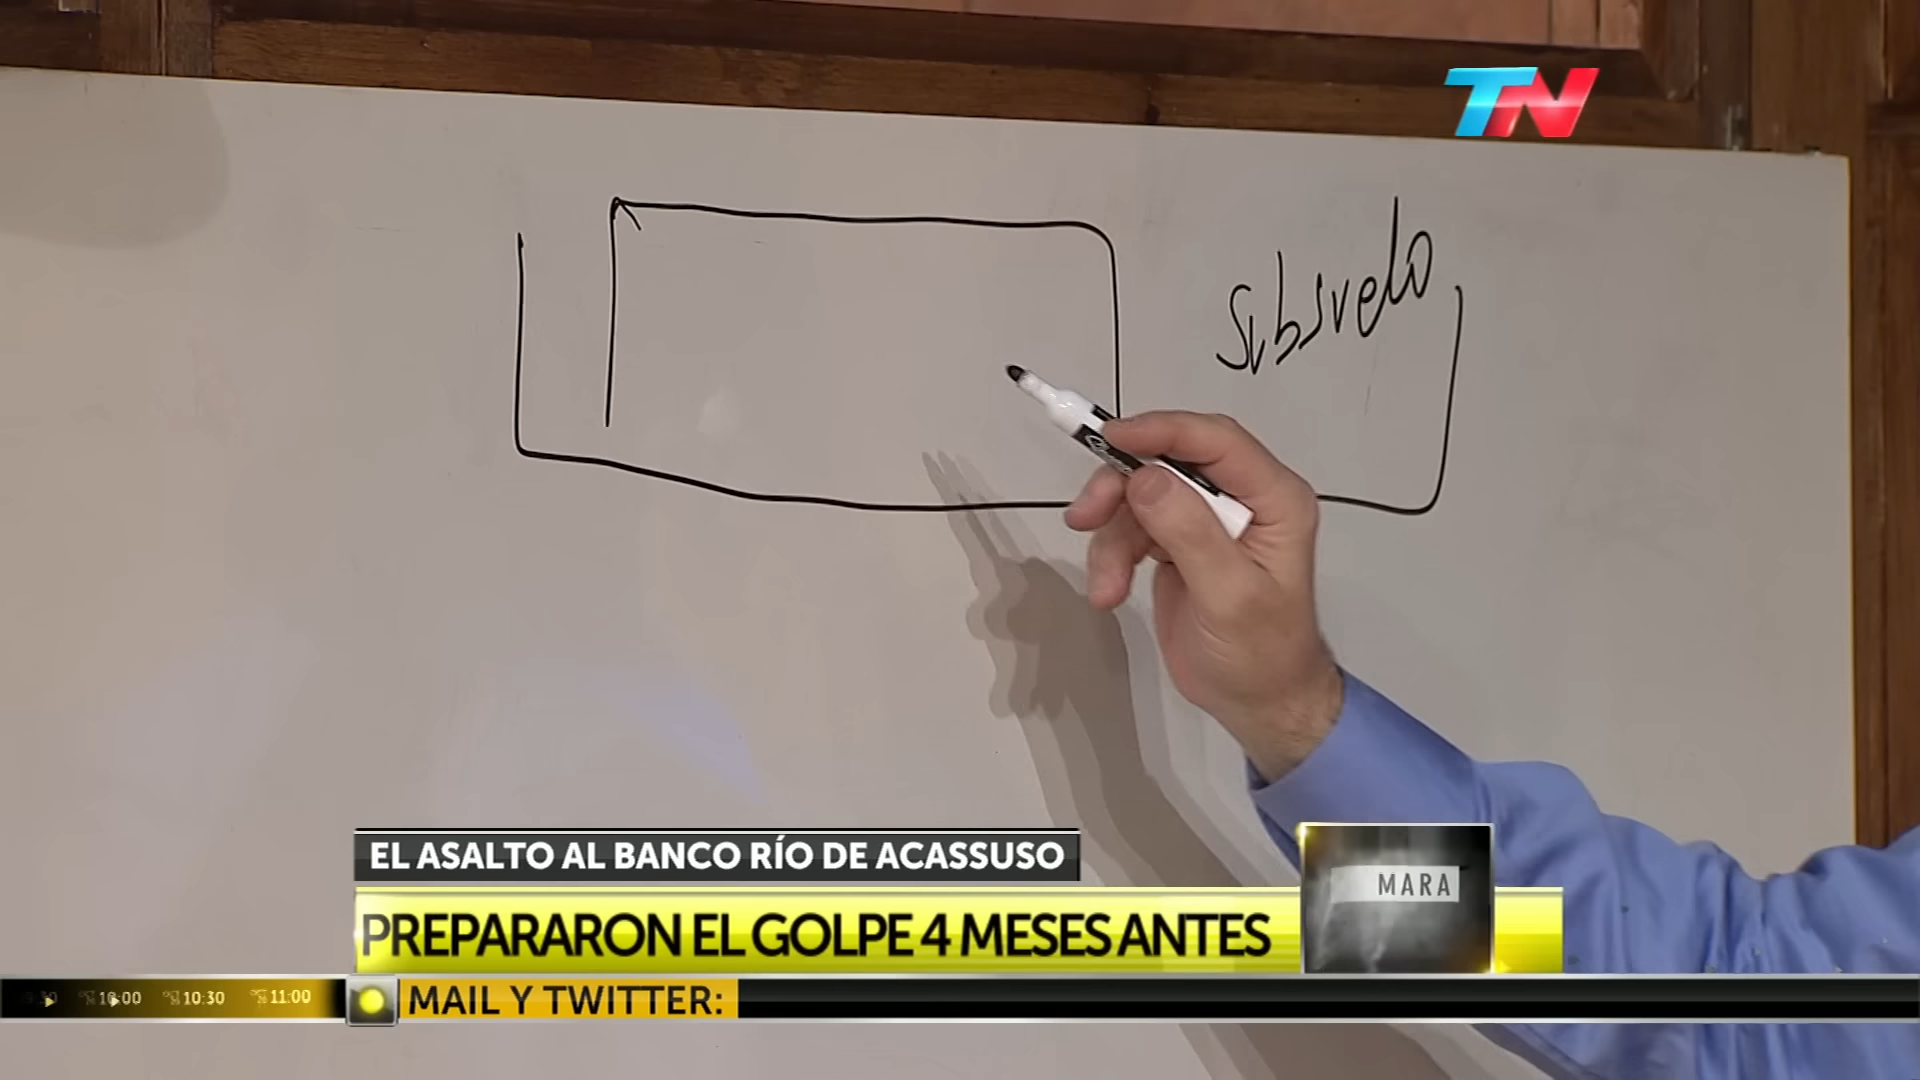 TN
Subsuelo
EL ASALTO AL BANCO RÍO DE ACASSUSO
MARA
PREPARARON EL GOLPE 4 MESES ANTES
10:00 10:30 11:00
MAIL Y TWITTER: